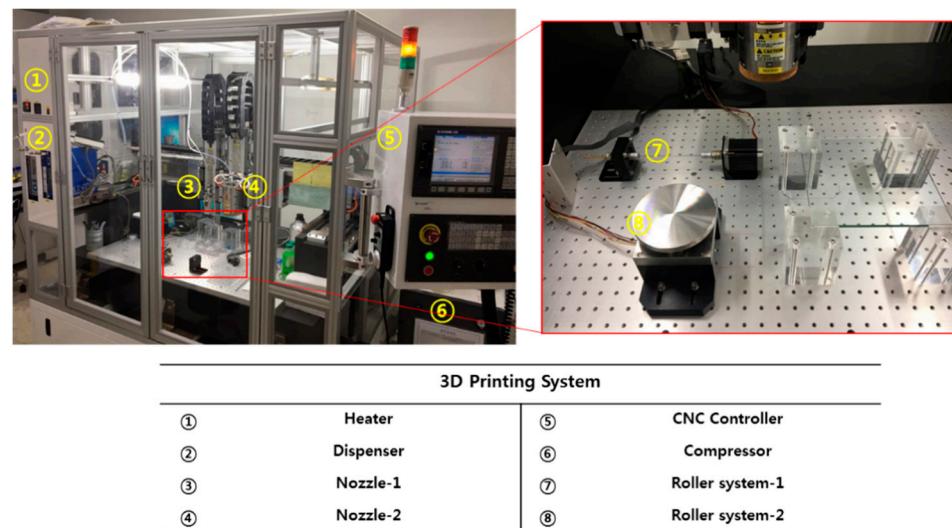 ① ② ③ ④ ⑤ ⑥
⑦ ⑧
CAUTION
3D Printing System
① Heater ⑤ CNC Controller
② Dispenser ⑥ Compressor
③ Nozzle-1 ⑦ Roller system-1
④ Nozzle-2 ⑧ Roller system-2